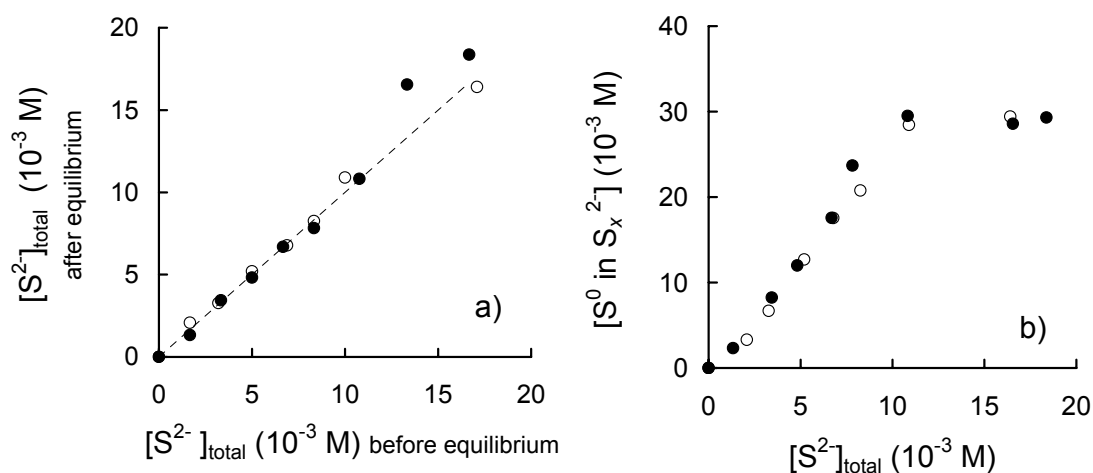 [S²⁻]total (10⁻³ M)
after equilibrium
20
15
10
5
0
a)
0 5 10 15 20
[S²⁻ ]total (10⁻³ M) before equilibrium
[S⁰ in Sx ²⁻] (10⁻³ M)
40
30
20
10
0
b)
0 5 10 15 20
[S²⁻]total (10⁻³ M)